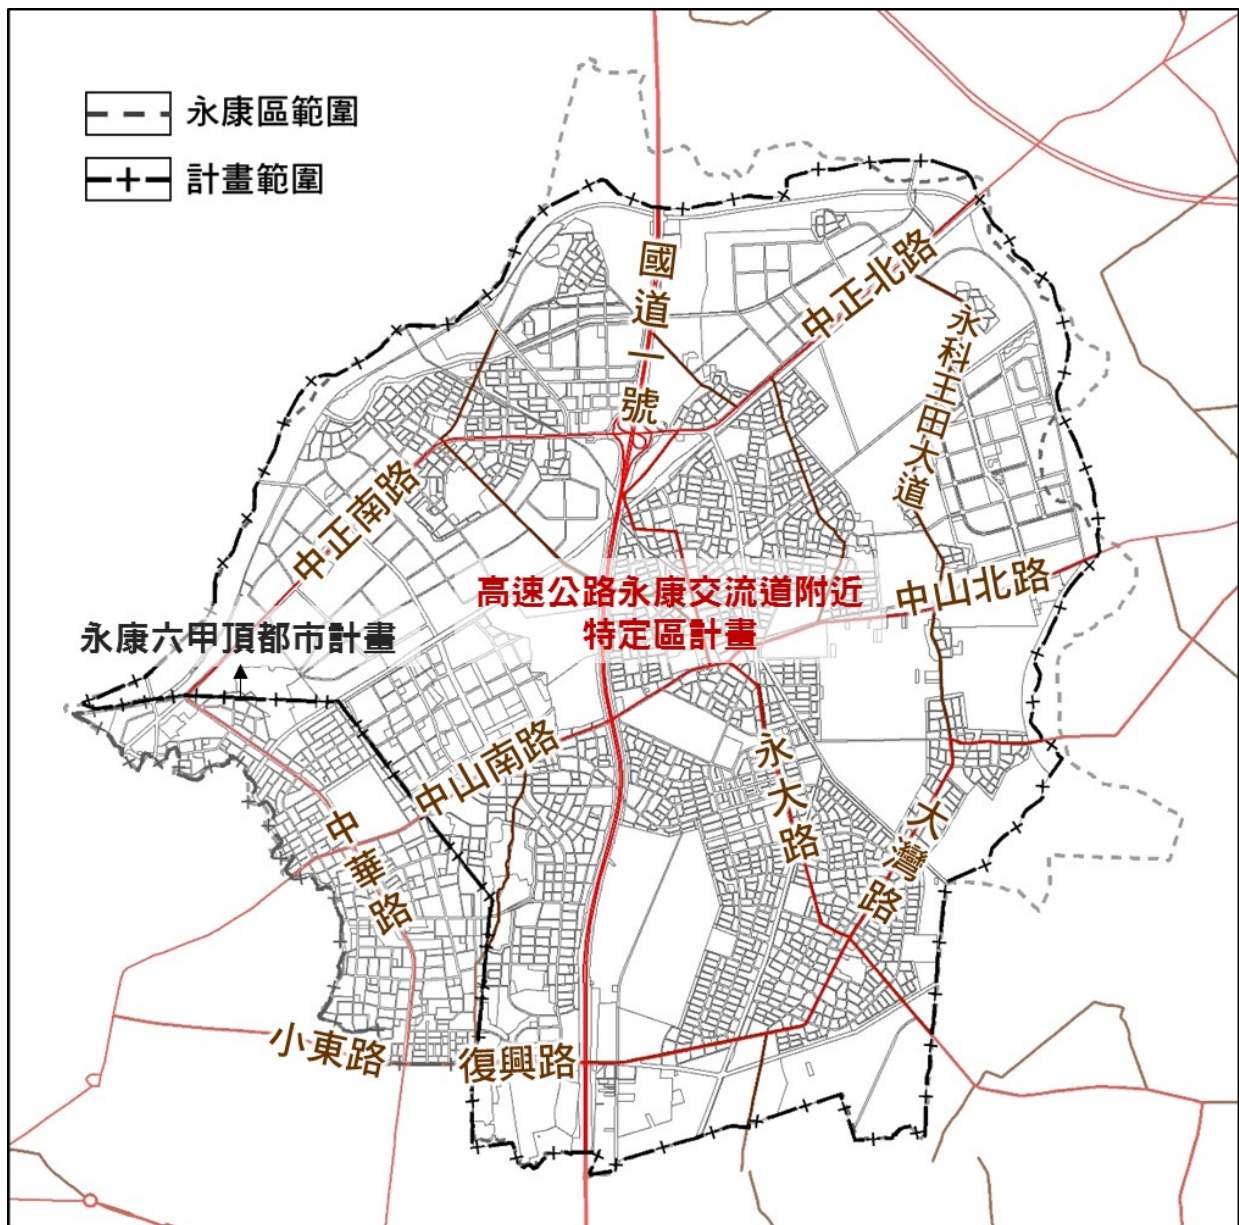 永康區範圍
計畫範圍
國道一號
中正北路
永科王田大道
中正南路
高速公路永康交流道附近
特定區計畫
中山北路
永康六甲頂都市計畫
中山南路
永大路
大灣路
中華路
小東路
復興路